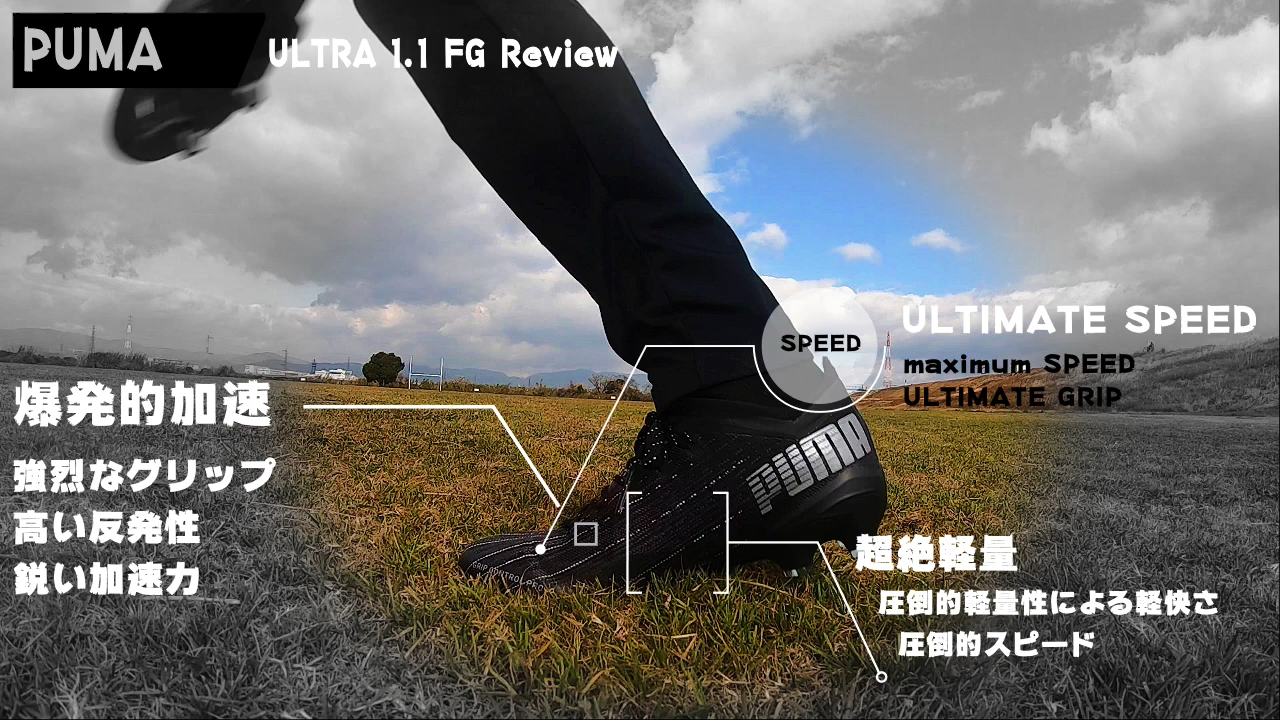 PUMA
ULTRA 1.1 FG Review
SPEED
ULTIMATE SPEED
maximum SPEED
ULTIMATE GRIP
爆発的加速
強烈なグリップ
高い反発性
鋭い加速力
PUMA
GRIP CONTROL
超絶軽量
圧倒的軽量性による軽快さ
圧倒的スピード